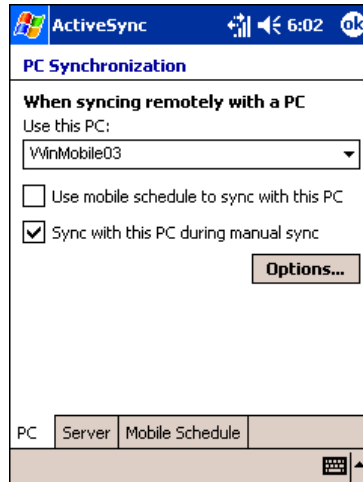 ActiveSync 6:02 ok
PC Synchronization
When syncing remotely with a PC
Use this PC:
WinMobile03
Use mobile schedule to sync with this PC
Sync with this PC during manual sync
Options...
PC Server Mobile Schedule